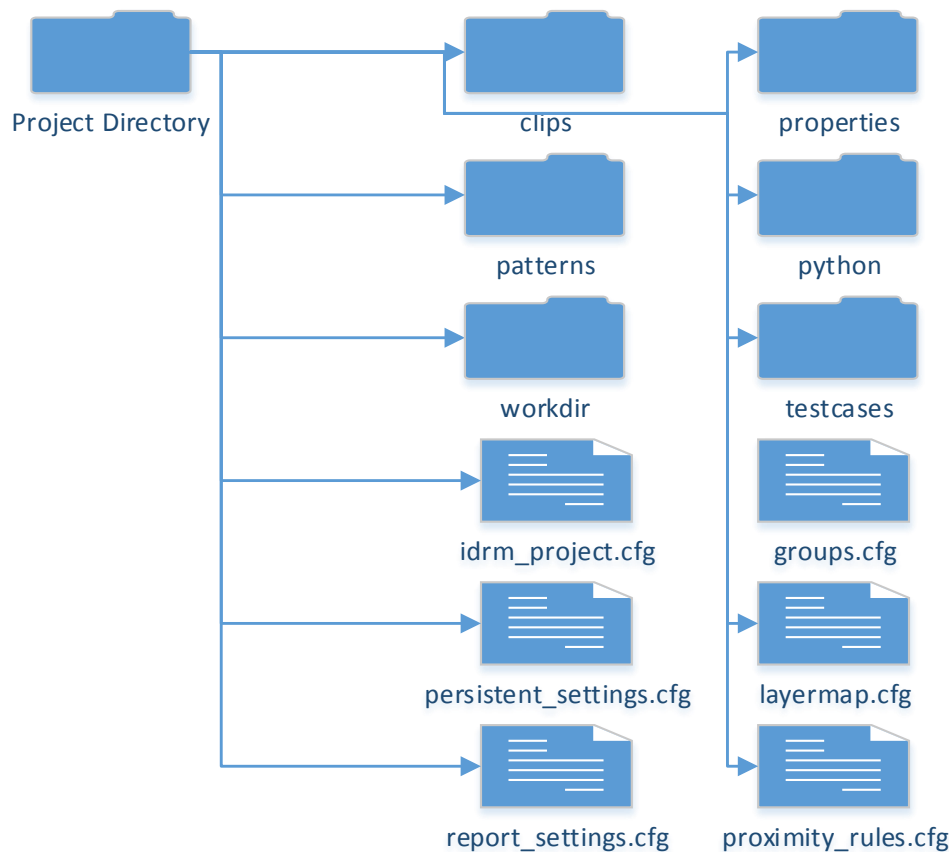 Project Directory
clips
properties
patterns
python
workdir
testcases
idrm_project.cfg
groups.cfg
persistent_settings.cfg
layermap.cfg
report_settings.cfg
proximity_rules.cfg